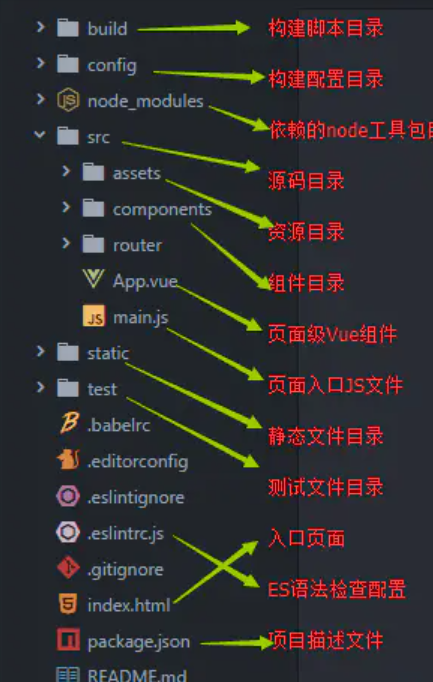 build 构建脚本目录
config 构建配置目录
node_modules 依赖的node工具包目
src 源码目录
assets 资源目录
components 组件目录
router
App.vue 页面级Vue组件
main.js 页面入口JS文件
static 静态文件目录
test 测试文件目录
.babelrc
.editorconfig
.eslintignore 入口页面
.eslintrc.js ES语法检查配置
.gitignore
index.html
package.json 项目描述文件
README.md